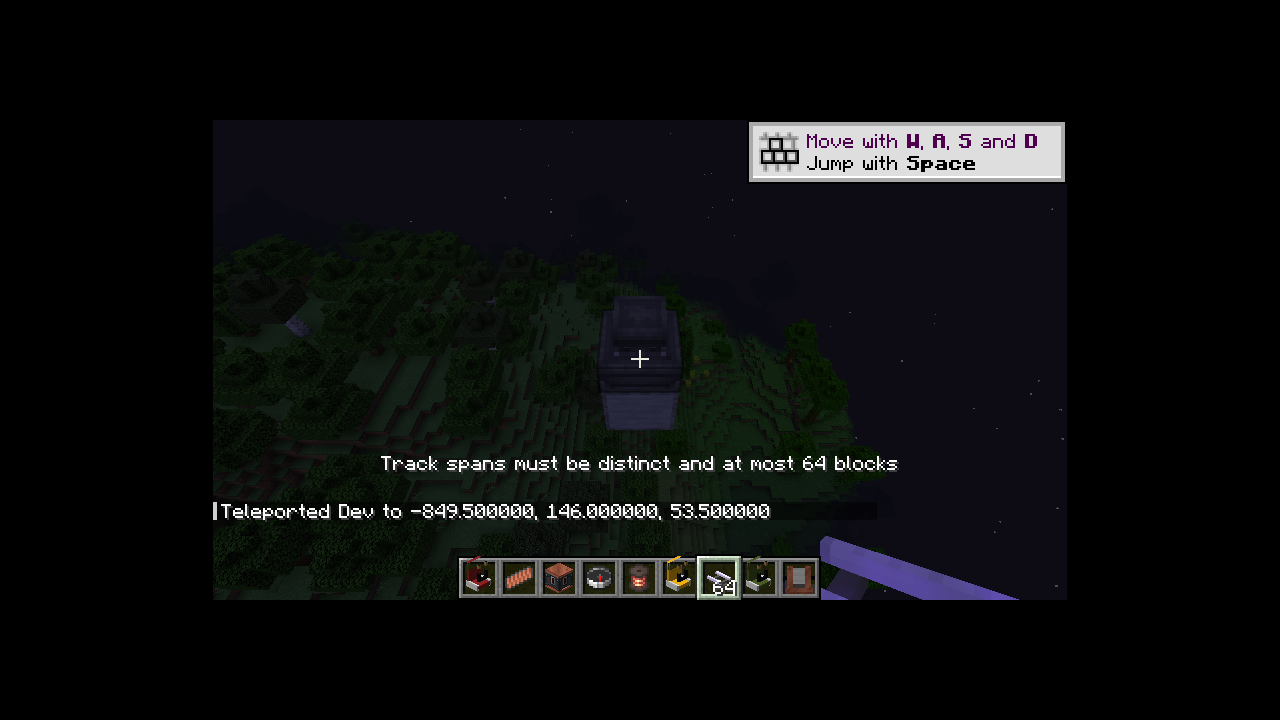 Move with W, A, S and D
Jump with Space
Track spans must be distinct and at most 64 blocks
Teleported Dev to -849.500000, 146.000000, 53.500000
64